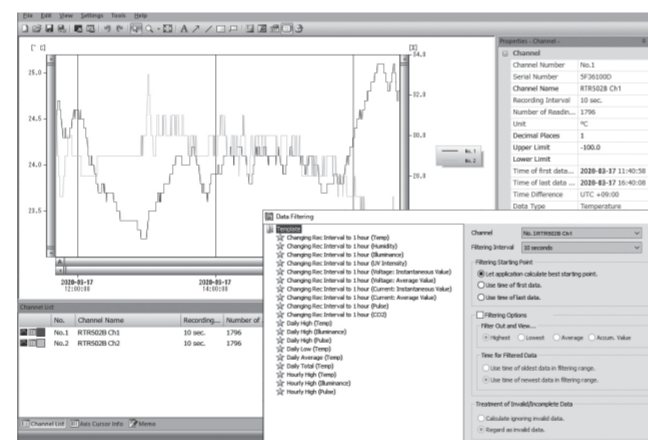 File Edit View Settings Tools Help
[° C]
25.0
24.5
24.0
23.5
[%]
34.0
32.0
30.0
28.0
No. 1
No. 2
2020-03-17
12:00:00
2020-03-17
14:00:00
Properties - Channel -
Channel
Channel Number No.1
Serial Number 5F36100D
Channel Name RTR502B Ch1
Recording Interval 10 sec.
Number of Readin... 1796
Unit °C
Decimal Places 1
Upper Limit -100.0
Lower Limit
Time of first data... 2020-03-17 11:40:58
Time of last data ... 2020-03-17 16:40:08
Time Difference UTC +09:00
Data Type Temperature
Channel List
No. Channel Name Recording... Number of
No.1 RTR502B Ch1 10 sec. 1796
No.2 RTR502B Ch2 10 sec. 1796
Channel List Axis Cursor Info Memo
Data Filtering
Template
Changing Rec Interval to 1 hour (Temp)
Changing Rec Interval to 1 hour (Humidity)
Changing Rec Interval to 1 hour (Illuminance)
Changing Rec Interval to 1 hour (UV Intensity)
Changing Rec Interval to 1 hour (Voltage: Instantaneous Value)
Changing Rec Interval to 1 hour (Voltage: Average Value)
Changing Rec Interval to 1 hour (Current: Instantaneous Value)
Changing Rec Interval to 1 hour (Current: Average Value)
Changing Rec Interval to 1 hour (Pulse)
Changing Rec Interval to 1 hour (CO2)
Daily High (Temp)
Daily High (Illuminance)
Daily High (Pulse)
Daily Low (Temp)
Daily Average (Temp)
Daily Total (Temp)
Hourly High (Temp)
Hourly High (Illuminance)
Hourly High (Pulse)
Channel No.1RTR502B Ch1
Filtering Interval 10 seconds
Filtering Starting Point
Let application calculate best starting point.
Use time of first data.
Use time of last data.
Filtering Options
Filter Out and View...
Highest Lowest Average Accum. Value
Time for Filtered Data
Use time of oldest data in filtering range.
Use time of newest data in filtering range.
Treatment of Invalid/Incomplete Data
Calculate ignoring invalid data.
Regard as invalid data.